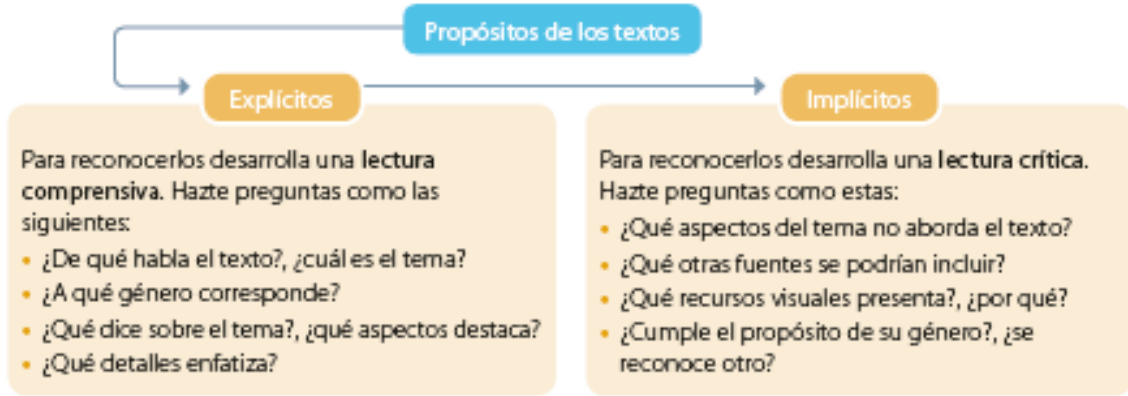 Propósitos de los textos
Explícitos
Para reconocerlos desarrolla una lectura
comprensiva. Hazte preguntas como las
siguientes:
• ¿De qué habla el texto?, ¿cuál es el tema?
• ¿A qué género corresponde?
• ¿Qué dice sobre el tema?, ¿qué aspectos destaca?
• ¿Qué detalles enfatiza?
Implícitos
Para reconocerlos desarrolla una lectura crítica.
Hazte preguntas como estas:
• ¿Qué aspectos del tema no aborda el texto?
• ¿Qué otras fuentes se podrían incluir?
• ¿Qué recursos visuales presenta?, ¿por qué?
• ¿Cumple el propósito de su género?, ¿se
reconoce otro?